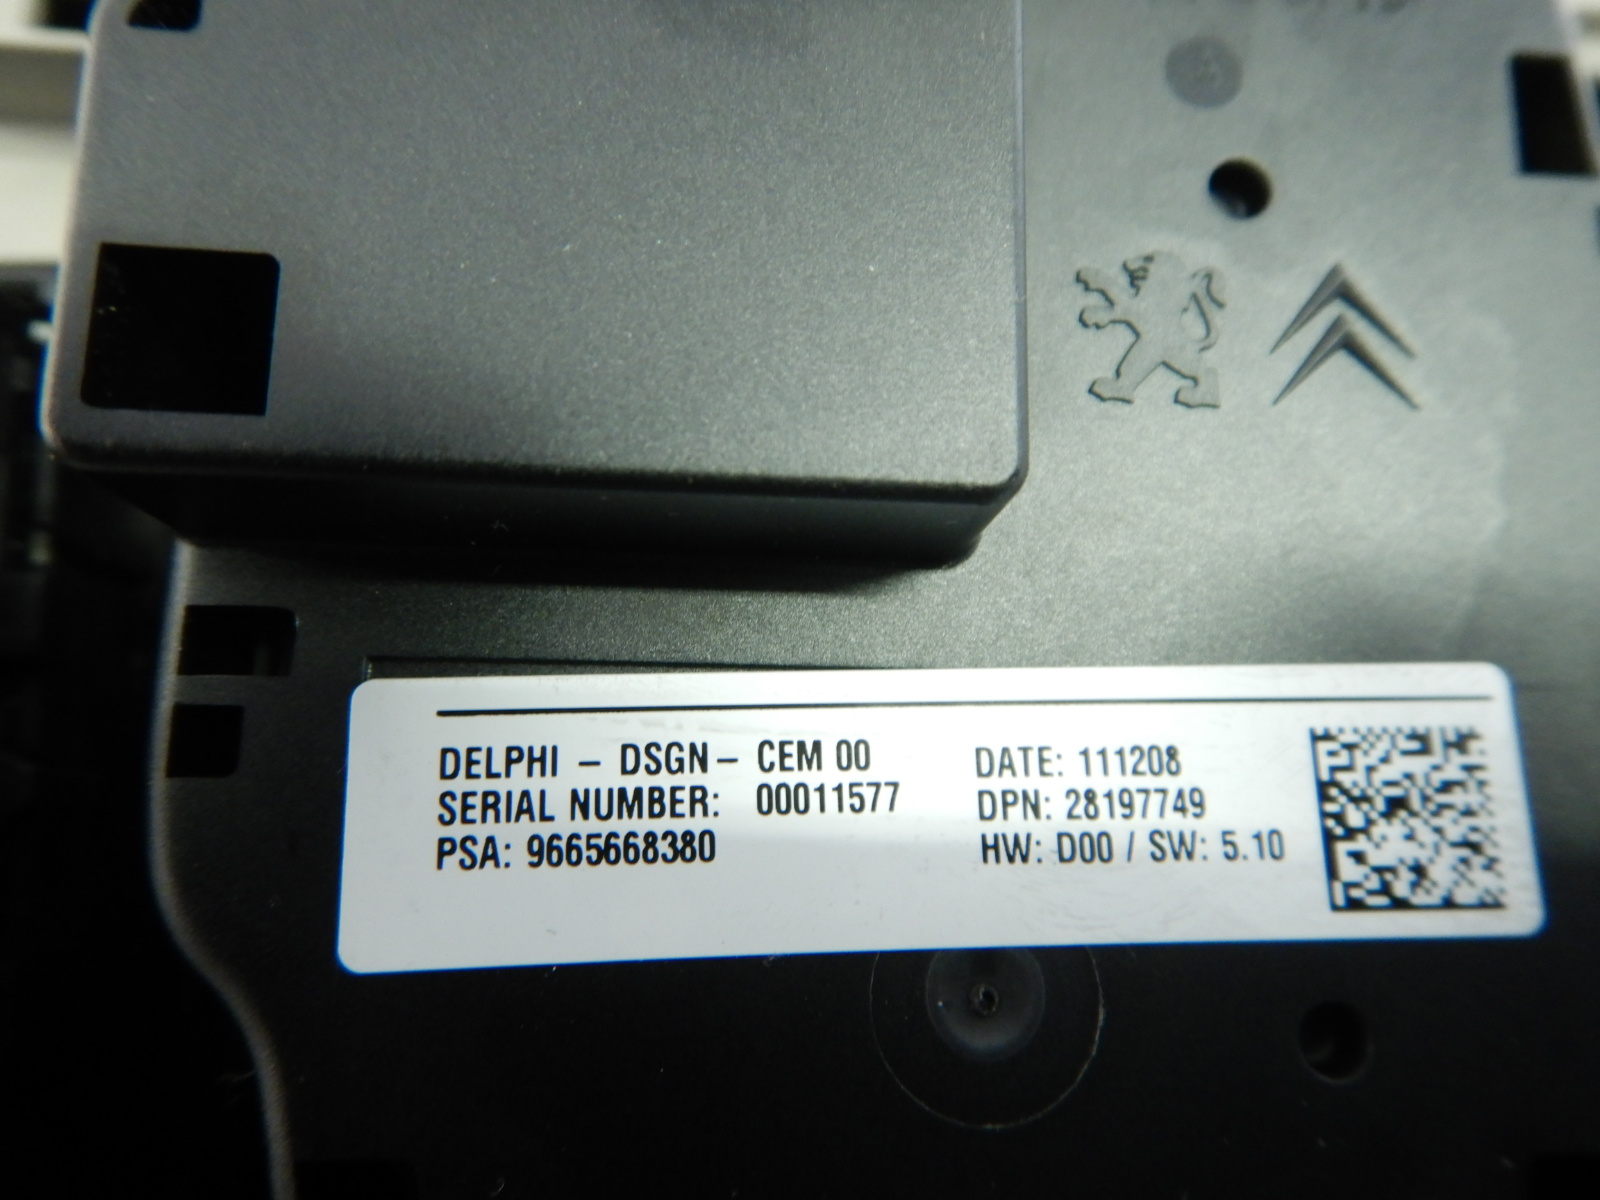 DELPHI – DSGN – CEM 00
SERIAL NUMBER: 00011577
PSA: 9665668380
DATE: 111208
DPN: 28197749
HW: D00 / SW: 5.10